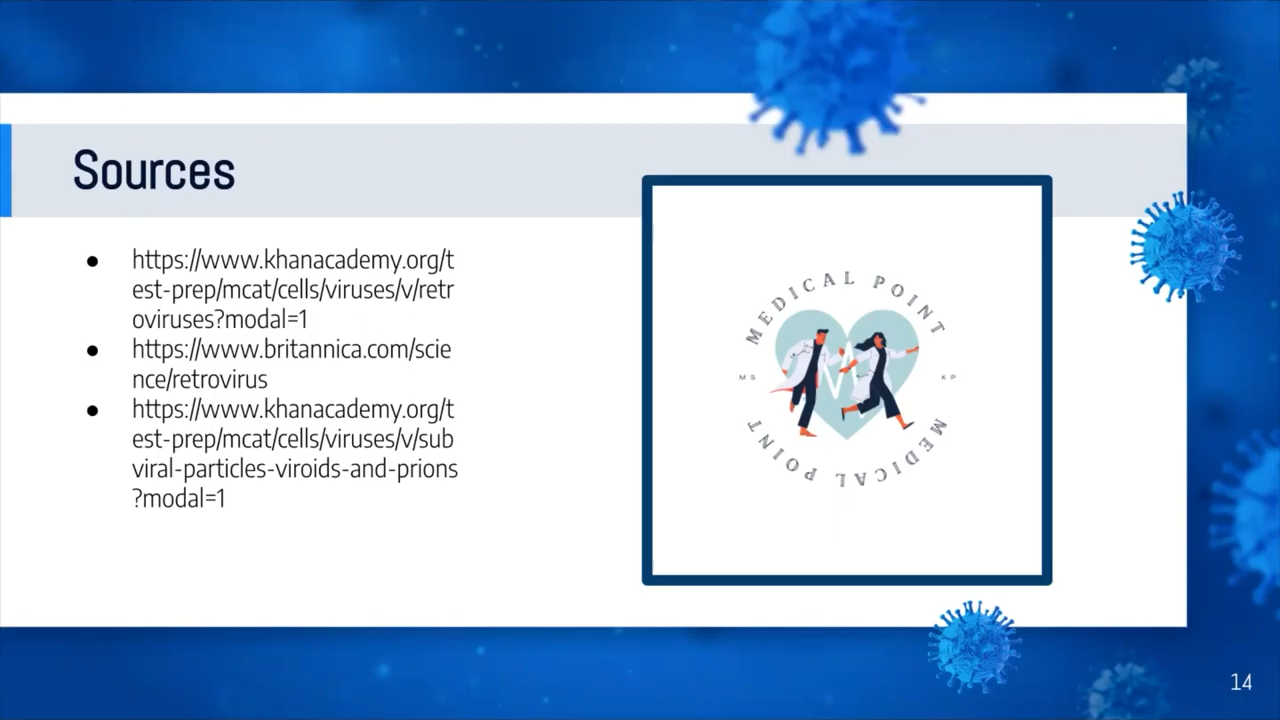 Sources
● https://www.khanacademy.org/t
est-prep/mcat/cells/viruses/v/retr
oviruses?modal=1
● https://www.britannica.com/scie
nce/retrovirus
● https://www.khanacademy.org/t
est-prep/mcat/cells/viruses/v/sub
viral-particles-viroids-and-prions
?modal=1
MEDICAL POINT
MS
KP
MEDICAL POINT
14